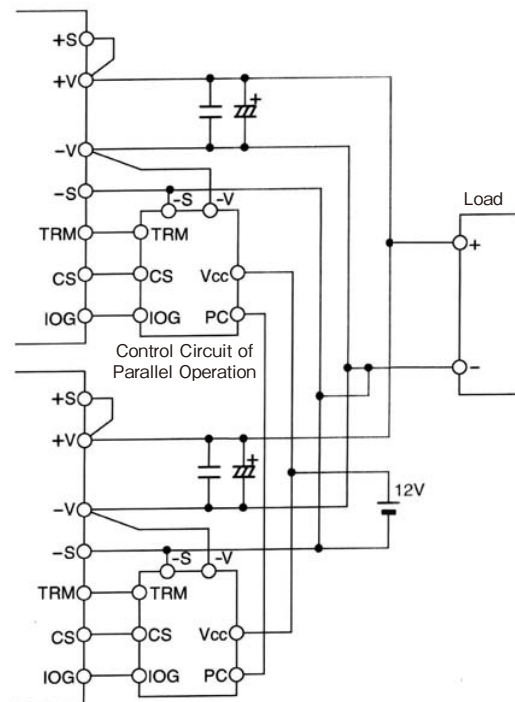 +S
+V
-V
-S
TRM
CS
IOG
-S -V
TRM
CS
IOG
Vcc
PC
Control Circuit of
Parallel Operation
+
Load
+
-
+S
+V
-V
-S
TRM
CS
IOG
-S -V
TRM
CS
IOG
Vcc
PC
+
12V